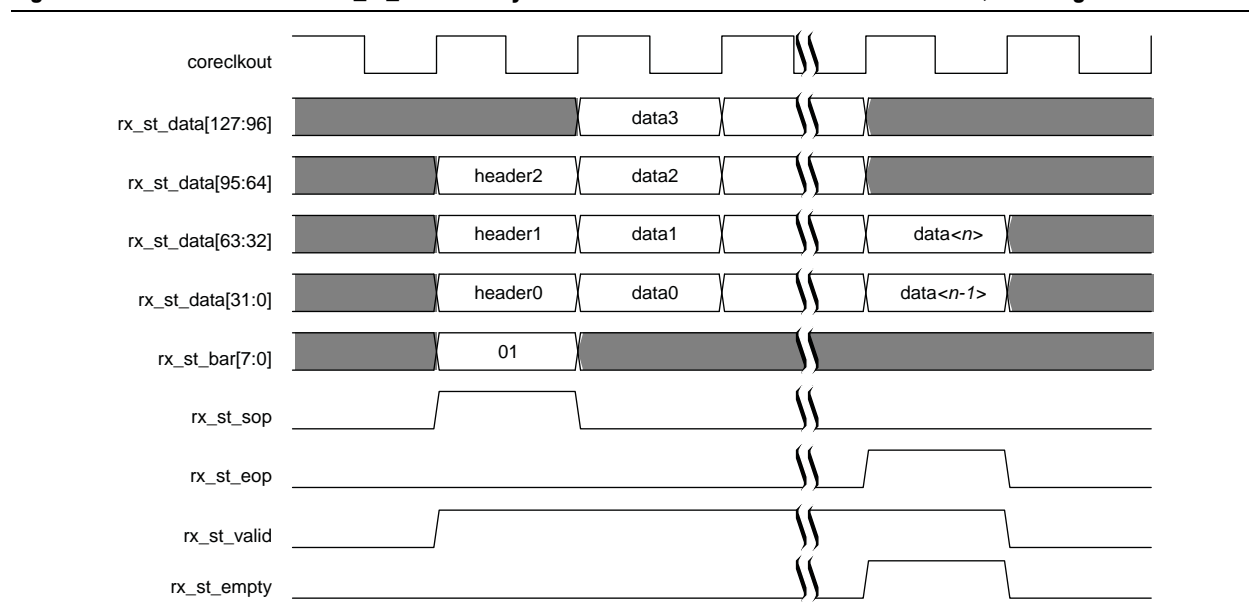 coreclkout
rx_st_data[127:96] data3
rx_st_data[95:64] header2 data2
rx_st_data[63:32] header1 data1 data<n>
rx_st_data[31:0] header0 data0 data<n-1>
rx_st_bar[7:0] 01
rx_st_sop
rx_st_eop
rx_st_valid
rx_st_empty